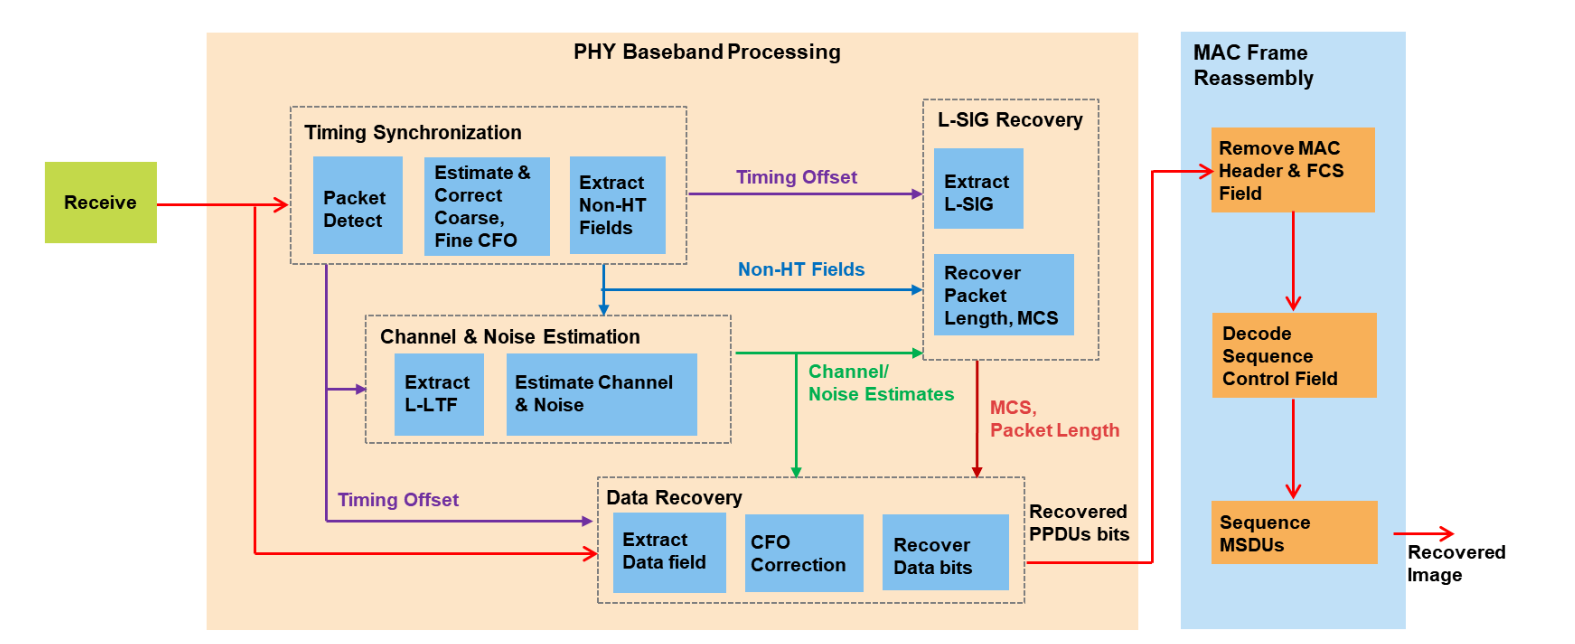 PHY Baseband Processing
MAC Frame
Reassembly
Timing Synchronization
L-SIG Recovery
Receive
Packet
Detect
Estimate &
Correct
Coarse,
Fine CFO
Extract
Non-HT
Fields
Timing Offset
Extract
L-SIG
Remove MAC
Header & FCS
Field
Non-HT Fields
Recover
Packet
Length, MCS
Channel & Noise Estimation
Extract
L-LTF
Estimate Channel
& Noise
Channel/
Noise Estimates
MCS,
Packet Length
Decode
Sequence
Control Field
Timing Offset
Data Recovery
Extract
Data field
CFO
Correction
Recover
Data bits
Recovered
PPDUs bits
Sequence
MSDUs
Recovered
Image